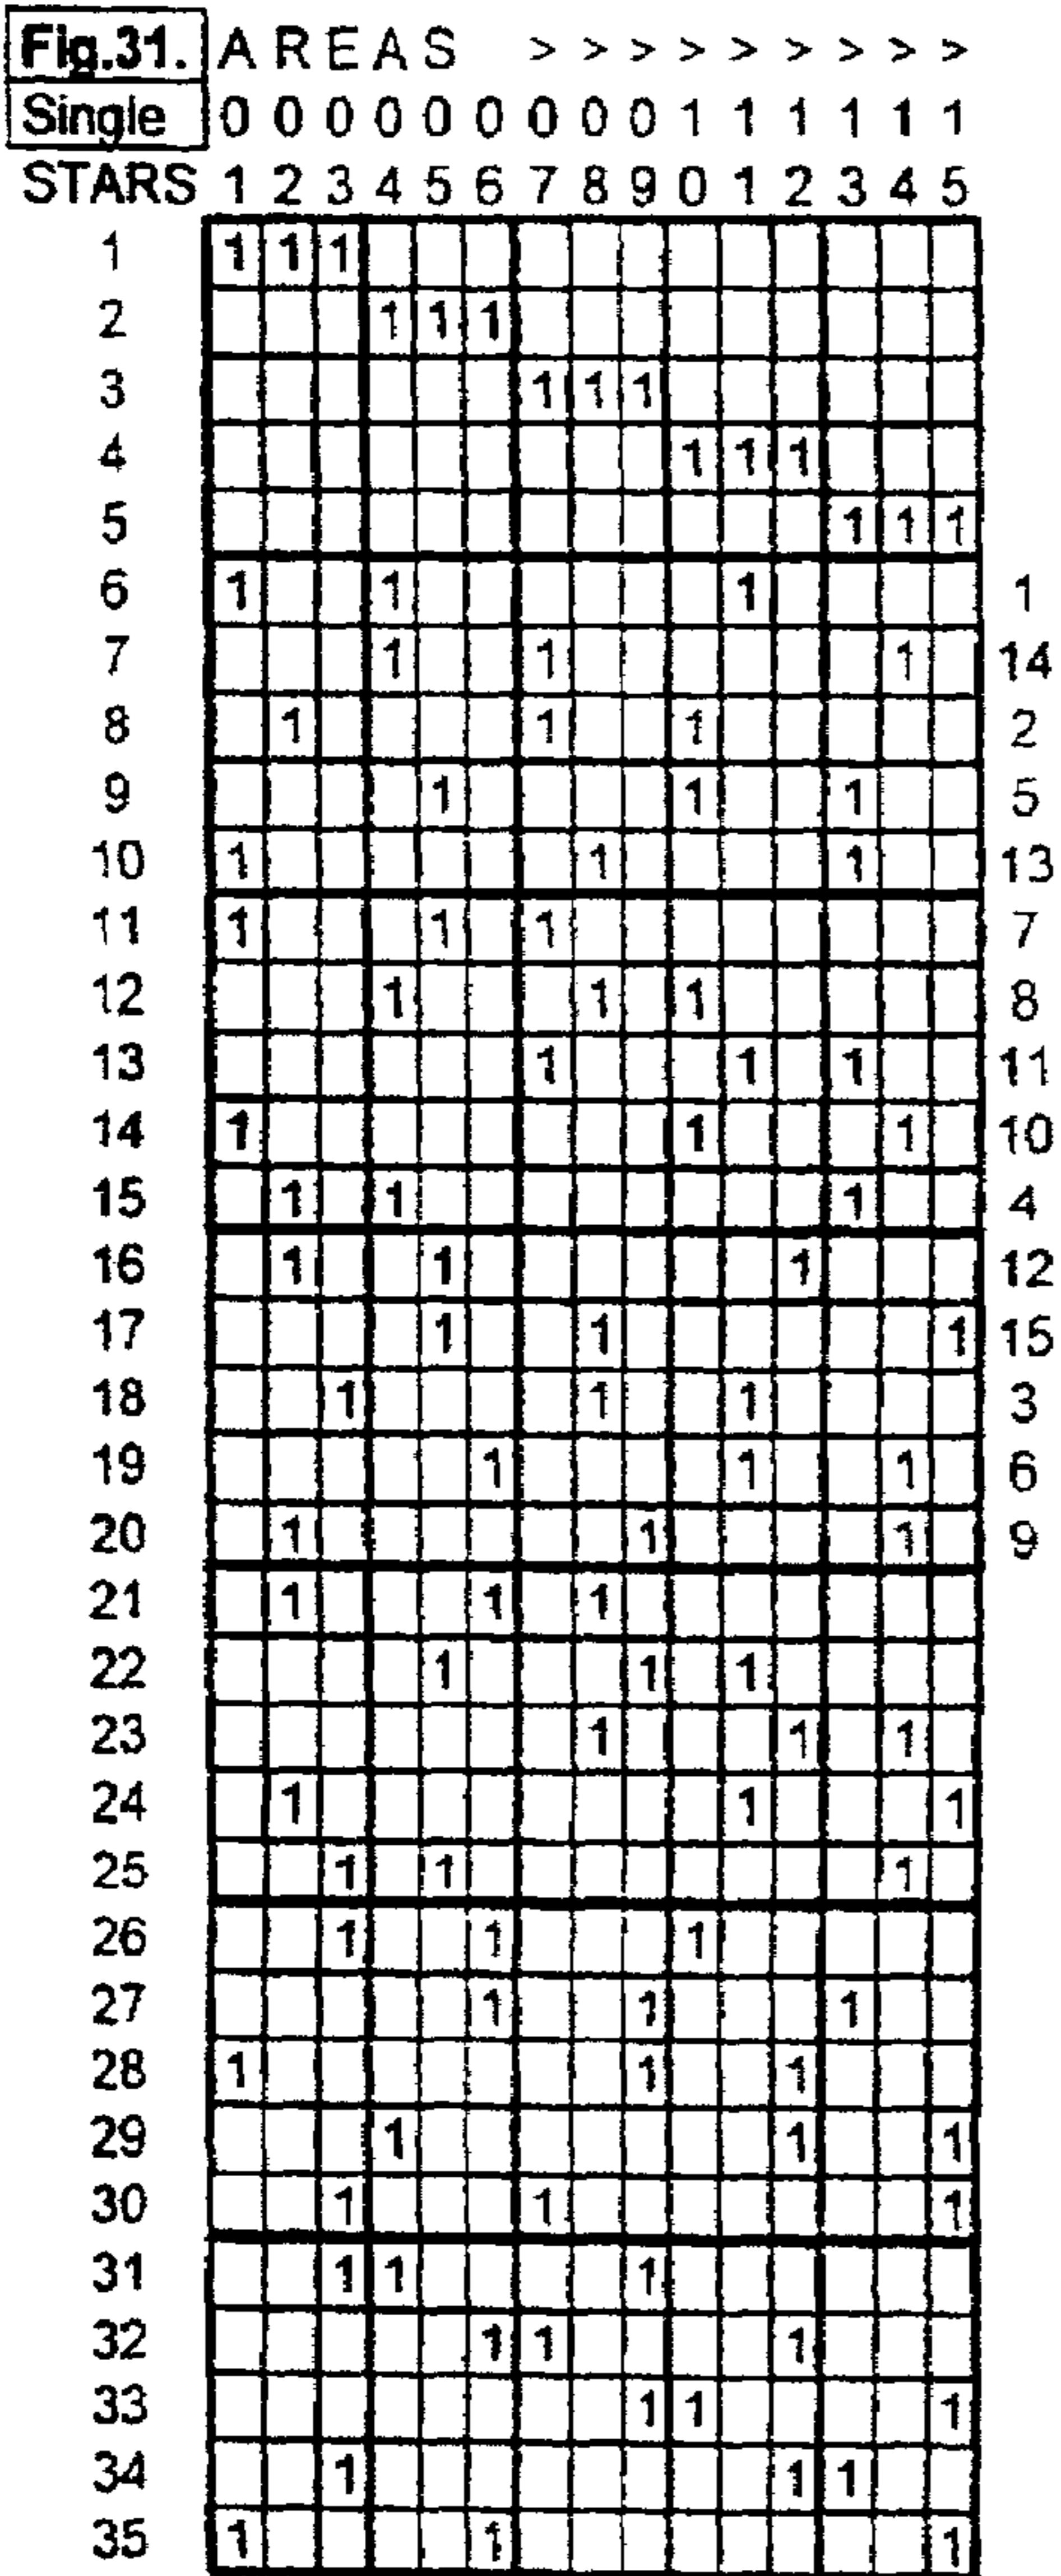 Fig.31. A R E A S > > > > > > > > >
Single 0 0 0 0 0 0 0 0 0 1 1 1 1 1 1
STARS 1 2 3 4 5 6 7 8 9 0 1 2 3 4 5
1 1 1 1
2 1 1 1
3 1 1 1
4 1 1 1
5 1 1 1
6 1 1 1 1
7 1 1 1 14
8 1 1 1 2
9 1 1 1 5
10 1 1 1 13
11 1 1 1 7
12 1 1 1 8
13 1 1 1 11
14 1 1 1 10
15 1 1 1 4
16 1 1 1 12
17 1 1 1 15
18 1 1 1 3
19 1 1 1 6
20 1 1 1 9
21 1 1 1
22 1 1 1
23 1 1 1
24 1 1 1
25 1 1 1
26 1 1 1
27 1 1 1
28 1 1 1
29 1 1 1
30 1 1 1
31 1 1 1
32 1 1 1
33 1 1 1
34 1 1 1
35 1 1 1